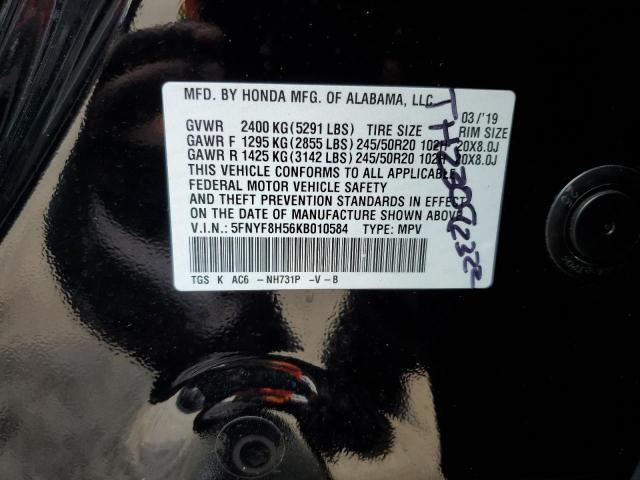 MFD. BY HONDA MFG. OF ALABAMA, LLC 03/'19
GVWR 2400 KG (5291 LBS) TIRE SIZE RIM SIZE
GAWR F 1295 KG (2855 LBS) 245/50R20 102H 20X8.0J
GAWR R 1425 KG (3142 LBS) 245/50R20 102H 20X8.0J
THIS VEHICLE CONFORMS TO ALL APPLICABLE
FEDERAL MOTOR VEHICLE SAFETY
AND THEFT PREVENTION STANDARDS IN EFFECT
ON THE DATE OF MANUFACTURE SHOWN ABOVE
V.I.N.: 5FNYF8H56KB010584 TYPE: MPV
TGS K AC6 -NH731P -V-B